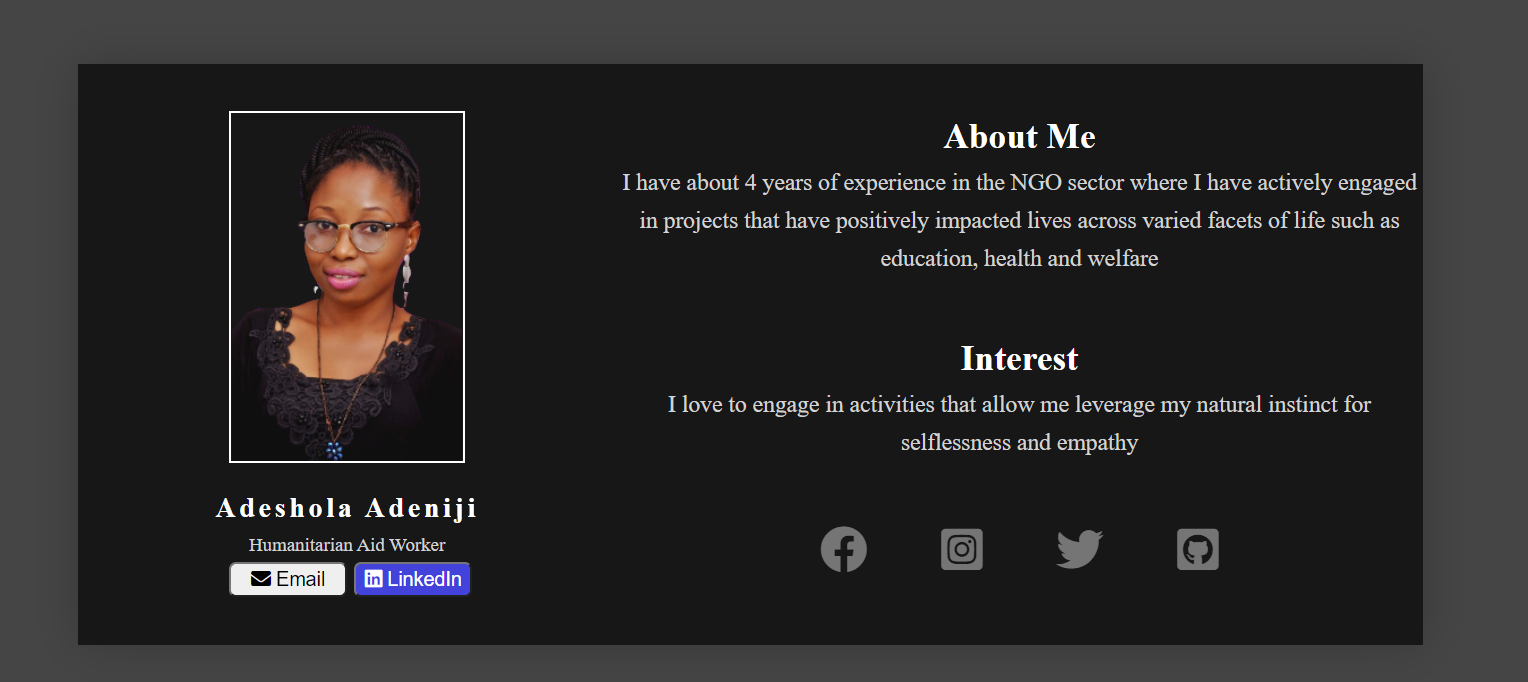 About Me
I have about 4 years of experience in the NGO sector where I have actively engaged
in projects that have positively impacted lives across varied facets of life such as
education, health and welfare
Interest
I love to engage in activities that allow me leverage my natural instinct for
selflessness and empathy
Adeshola Adeniji
Humanitarian Aid Worker
Email LinkedIn